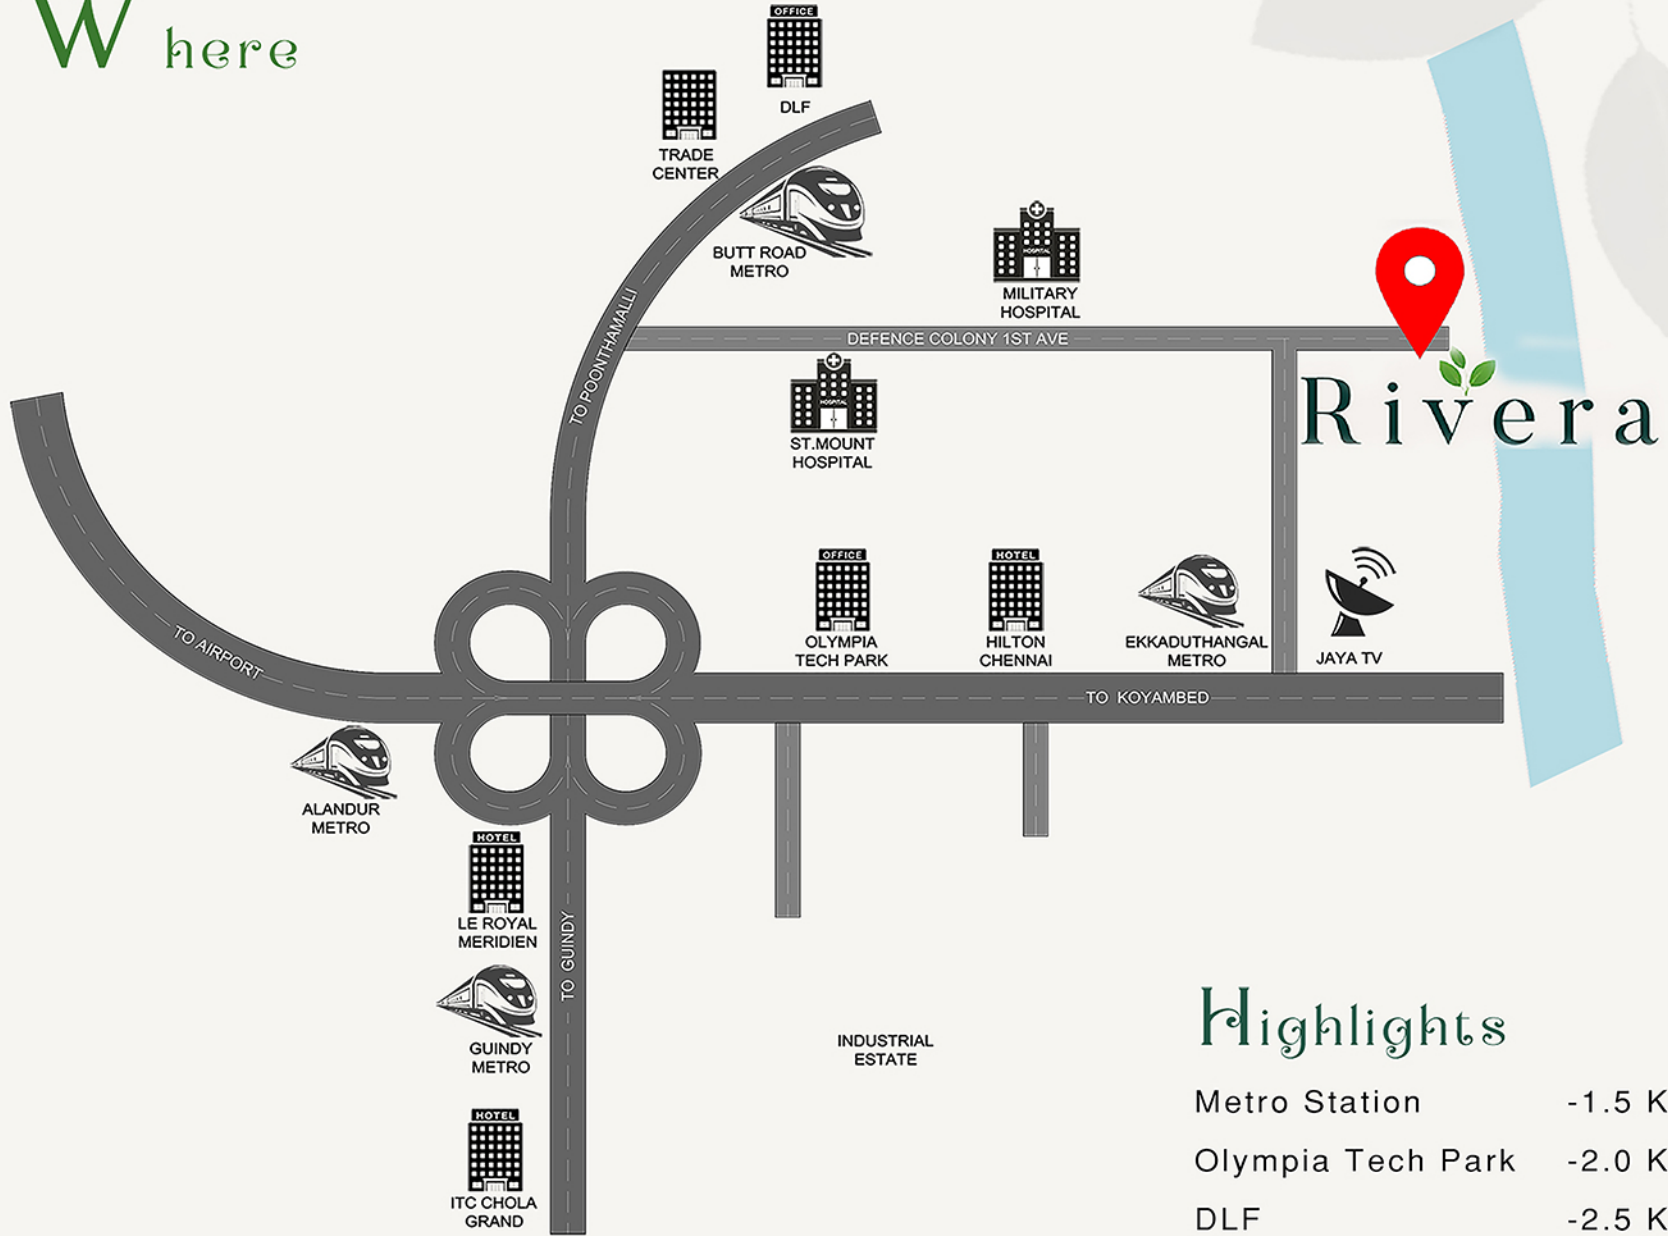 Where
OFFICE
DLF
TRADE
CENTER
BUTT ROAD
METRO
HOSPITAL
MILITARY
HOSPITAL
TO POONTHAMALLI
DEFENCE COLONY 1ST AVE
HOSPITAL
ST.MOUNT
HOSPITAL
Rivera
OFFICE
OLYMPIA
TECH PARK
HOTEL
HILTON
CHENNAI
EKKADUTHANGAL
METRO
JAYA TV
TO AIRPORT
TO KOYAMBED
ALANDUR
METRO
HOTEL
LE ROYAL
MERIDIEN
TO GUINDY
GUINDY
METRO
INDUSTRIAL
ESTATE
HOTEL
ITC CHOLA
GRAND
Highlights
Metro Station -1.5 K
Olympia Tech Park -2.0 K
DLF -2.5 K